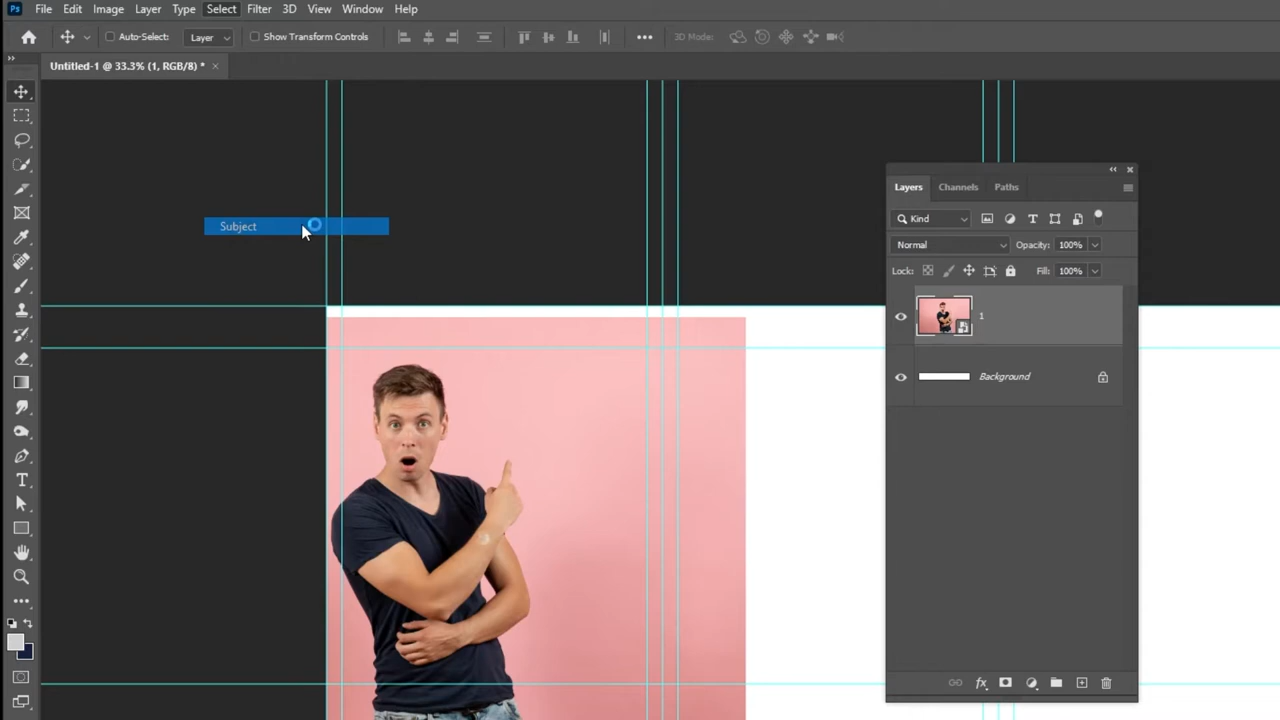 Ps File Edit Image Layer Type Select Filter 3D View Window Help
Auto-Select: Layer Show Transform Controls 3D Mode:
Untitled-1 @ 33.3% (1, RGB/8) *
Layers Channels Paths
Kind
Subject
Normal Opacity: 100%
Lock: Fill: 100%
1
Background
fx